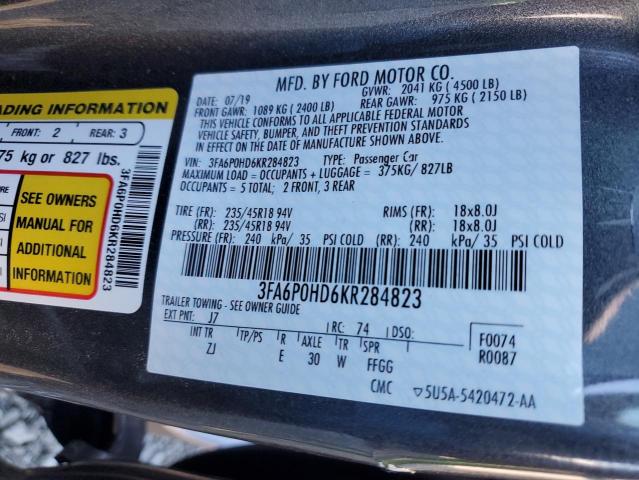 ADING INFORMATION
FRONT: 2 REAR: 3
75 kg or 827 lbs.
SEE OWNERS
MANUAL FOR
ADDITIONAL
INFORMATION
3FA6P0HD6KR284823
MFD. BY FORD MOTOR CO.
DATE: 07/19 GVWR: 2041 KG ( 4500 LB)
FRONT GAWR: 1089 KG ( 2400 LB) REAR GAWR: 975 KG ( 2150 LB)
THIS VEHICLE CONFORMS TO ALL APPLICABLE FEDERAL MOTOR
VEHICLE SAFETY, BUMPER, AND THEFT PREVENTION STANDARDS
IN EFFECT ON THE DATE OF MANUFACTURE SHOWN ABOVE.
VIN: 3FA6P0HD6KR284823 TYPE: Passenger Car
MAXIMUM LOAD = OCCUPANTS + LUGGAGE = 375KG/ 827LB
OCCUPANTS = 5 TOTAL; 2 FRONT, 3 REAR
TIRE (FR): 235/45R18 94V RIMS (FR): 18x8.0J
(RR): 235/45R18 94V (RR): 18x8.0J
PRESSURE (FR): 240 kPa/ 35 PSI COLD (RR): 240 kPa/ 35 PSI COLD
3FA6P0HD6KR284823
TRAILER TOWING - SEE OWNER GUIDE
EXT PNT: J7 RC: 74 DSO: F0074
INT TR TP/PS R AXLE TR SPR R0087
ZJ E 30 W FFGG
CMC ▽5U5A-5420472-AA